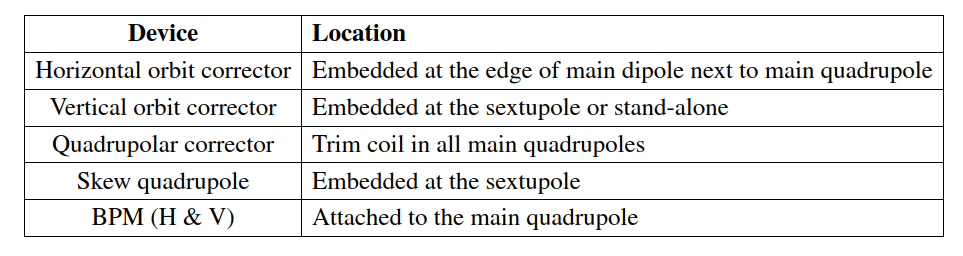 Device Location
Horizontal orbit corrector Embedded at the edge of main dipole next to main quadrupole
Vertical orbit corrector Embedded at the sextupole or stand-alone
Quadrupolar corrector Trim coil in all main quadrupoles
Skew quadrupole Embedded at the sextupole
BPM (H & V) Attached to the main quadrupole